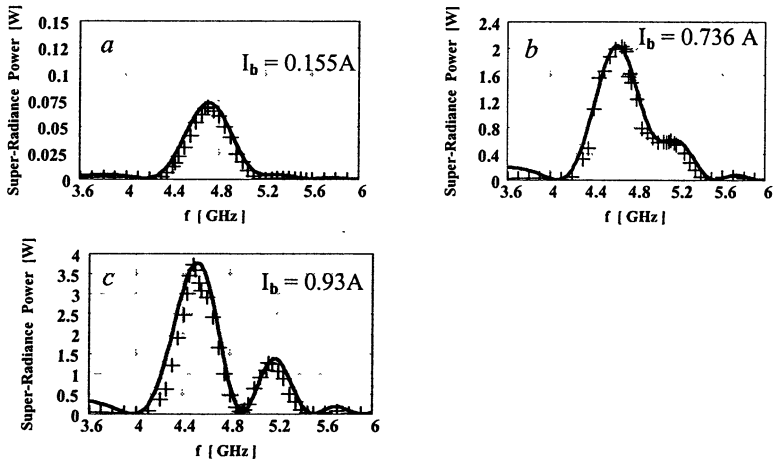 Super-Radiance Power [W]
0.15
0.13
0.1
0.075
0.05
0.025
0
a
I_b = 0.155A
3.6 4 4.4 4.8 5.2 5.6 6
f [ GHz]
Super-Radiance Power [W]
2.4
2
1.6
1.2
0.8
0.4
0
b
I_b = 0.736 A
3.6 4 4.4 4.8 5.2 5.6 6
f [ GHz]
Super-Radiance Power [W]
4
3.5
3
2.5
2
1.5
1
0.5
0
c
I_b = 0.93A
3.6 4 4.4 4.8 5.2 5.6 6
f [ GHz]